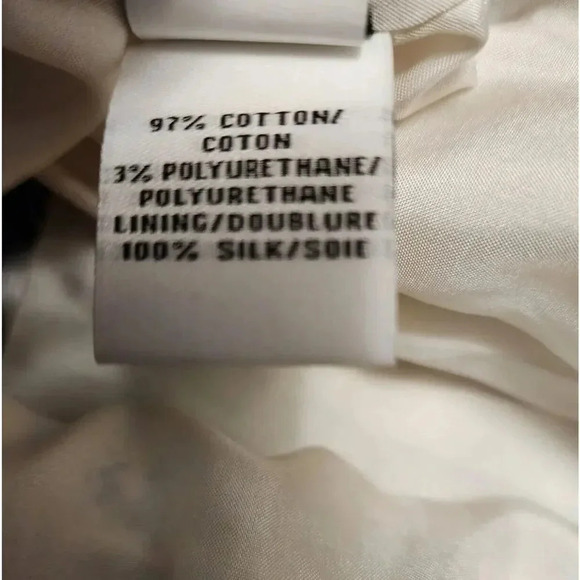 97% COTTON/
COTON
3% POLYURETHANE/
POLYURETHANE
LINING/DOUBLURE
100% SILK/SOIE